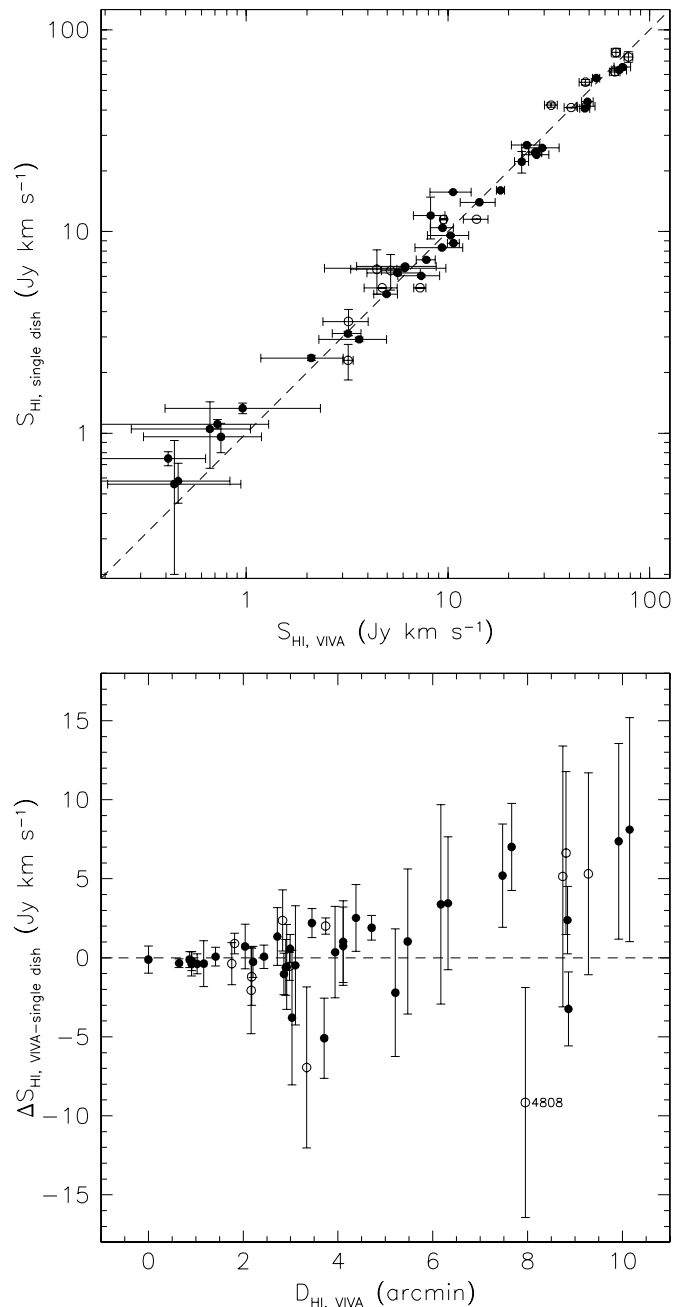 100
10
1
S_HI, single dish (Jy km s⁻¹)
1 10 100
S_HI, VIVA (Jy km s⁻¹)
15
10
5
0
−5
−10
−15
ΔS_HI, VIVA−single dish (Jy km s⁻¹)
4808
0 2 4 6 8 10
D_HI, VIVA (arcmin)